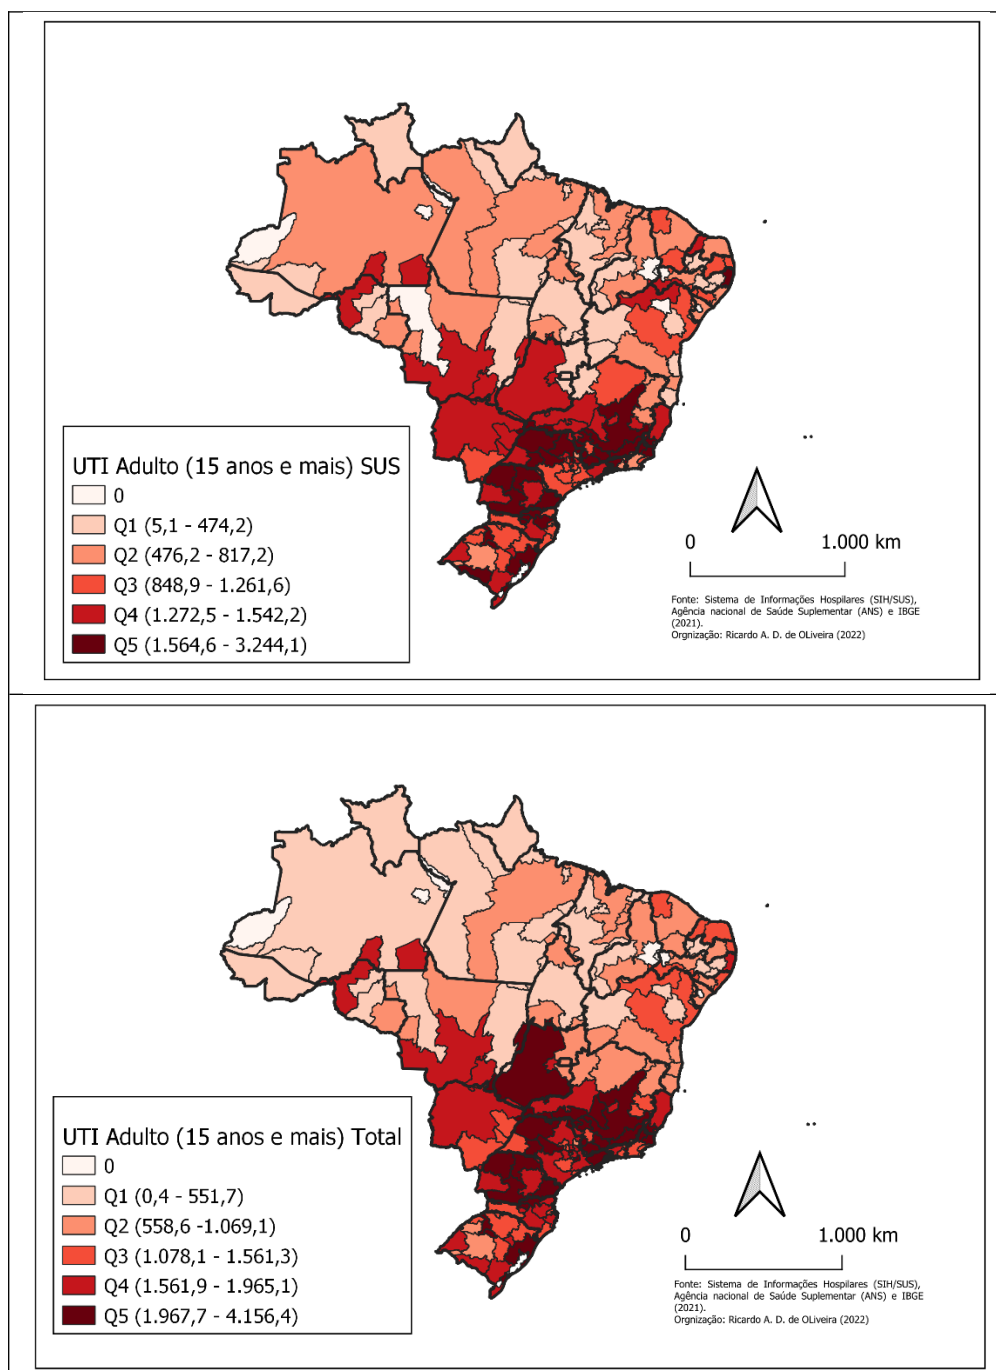 UTI Adulto (15 anos e mais) SUS
0
Q1 (5,1 - 474,2)
Q2 (476,2 - 817,2)
Q3 (848,9 - 1.261,6)
Q4 (1.272,5 - 1.542,2)
Q5 (1.564,6 - 3.244,1)
0 1.000 km
Fonte: Sistema de Informações Hospilares (SIH/SUS),
Agência nacional de Saúde Suplementar (ANS) e IBGE
(2021).
Orgnização: Ricardo A. D. de OLiveira (2022)
UTI Adulto (15 anos e mais) Total
0
Q1 (0,4 - 551,7)
Q2 (558,6 -1.069,1)
Q3 (1.078,1 - 1.561,3)
Q4 (1.561,9 - 1.965,1)
Q5 (1.967,7 - 4.156,4)
0 1.000 km
Fonte: Sistema de Informações Hospilares (SIH/SUS),
Agência nacional de Saúde Suplementar (ANS) e IBGE
(2021).
Orgnização: Ricardo A. D. de OLiveira (2022)